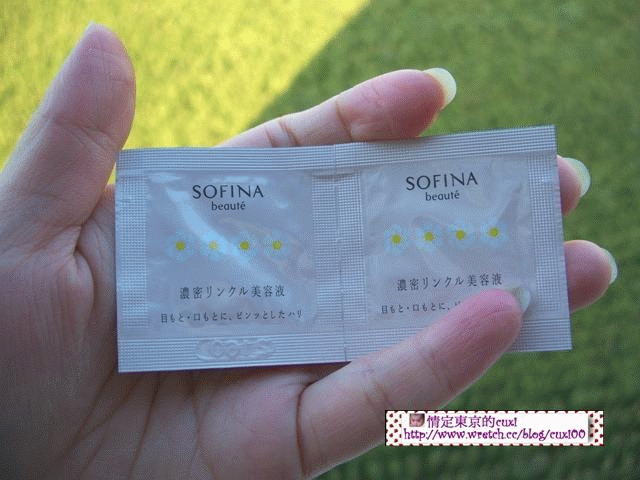 SOFINA
beauté
濃密リンクル美容液
目もと・口もとに、ピンッとしたハリ
SOFINA
beauté
濃密リンクル美容液
目もと・口もとに、ピ
情定東京的cuxi
http://www.wretch.cc/blog/cuxi00